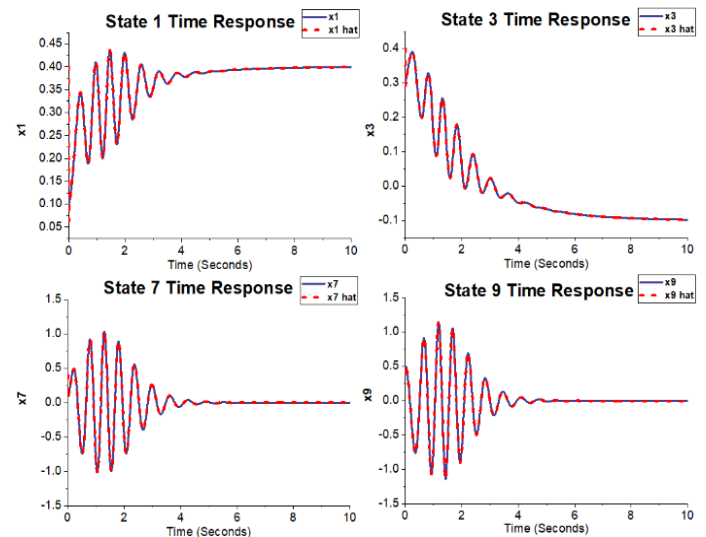 State 1 Time Response
x1
x1 hat
0.45
0.40
0.35
0.30
0.25
0.20
0.15
0.10
0.05
x1
0 2 4 6 8 10
Time (Seconds)
State 3 Time Response
x3
x3 hat
0.4
0.3
0.2
0.1
0.0
-0.1
x3
0 2 4 6 8 10
Time (Seconds)
State 7 Time Response
x7
x7 hat
1.5
1.0
0.5
0.0
-0.5
-1.0
-1.5
x7
0 2 4 6 8 10
Time (Seconds)
State 9 Time Response
x9
x9 hat
1.5
1.0
0.5
0.0
-0.5
-1.0
-1.5
x9
0 2 4 6 8 10
Time (Seconds)